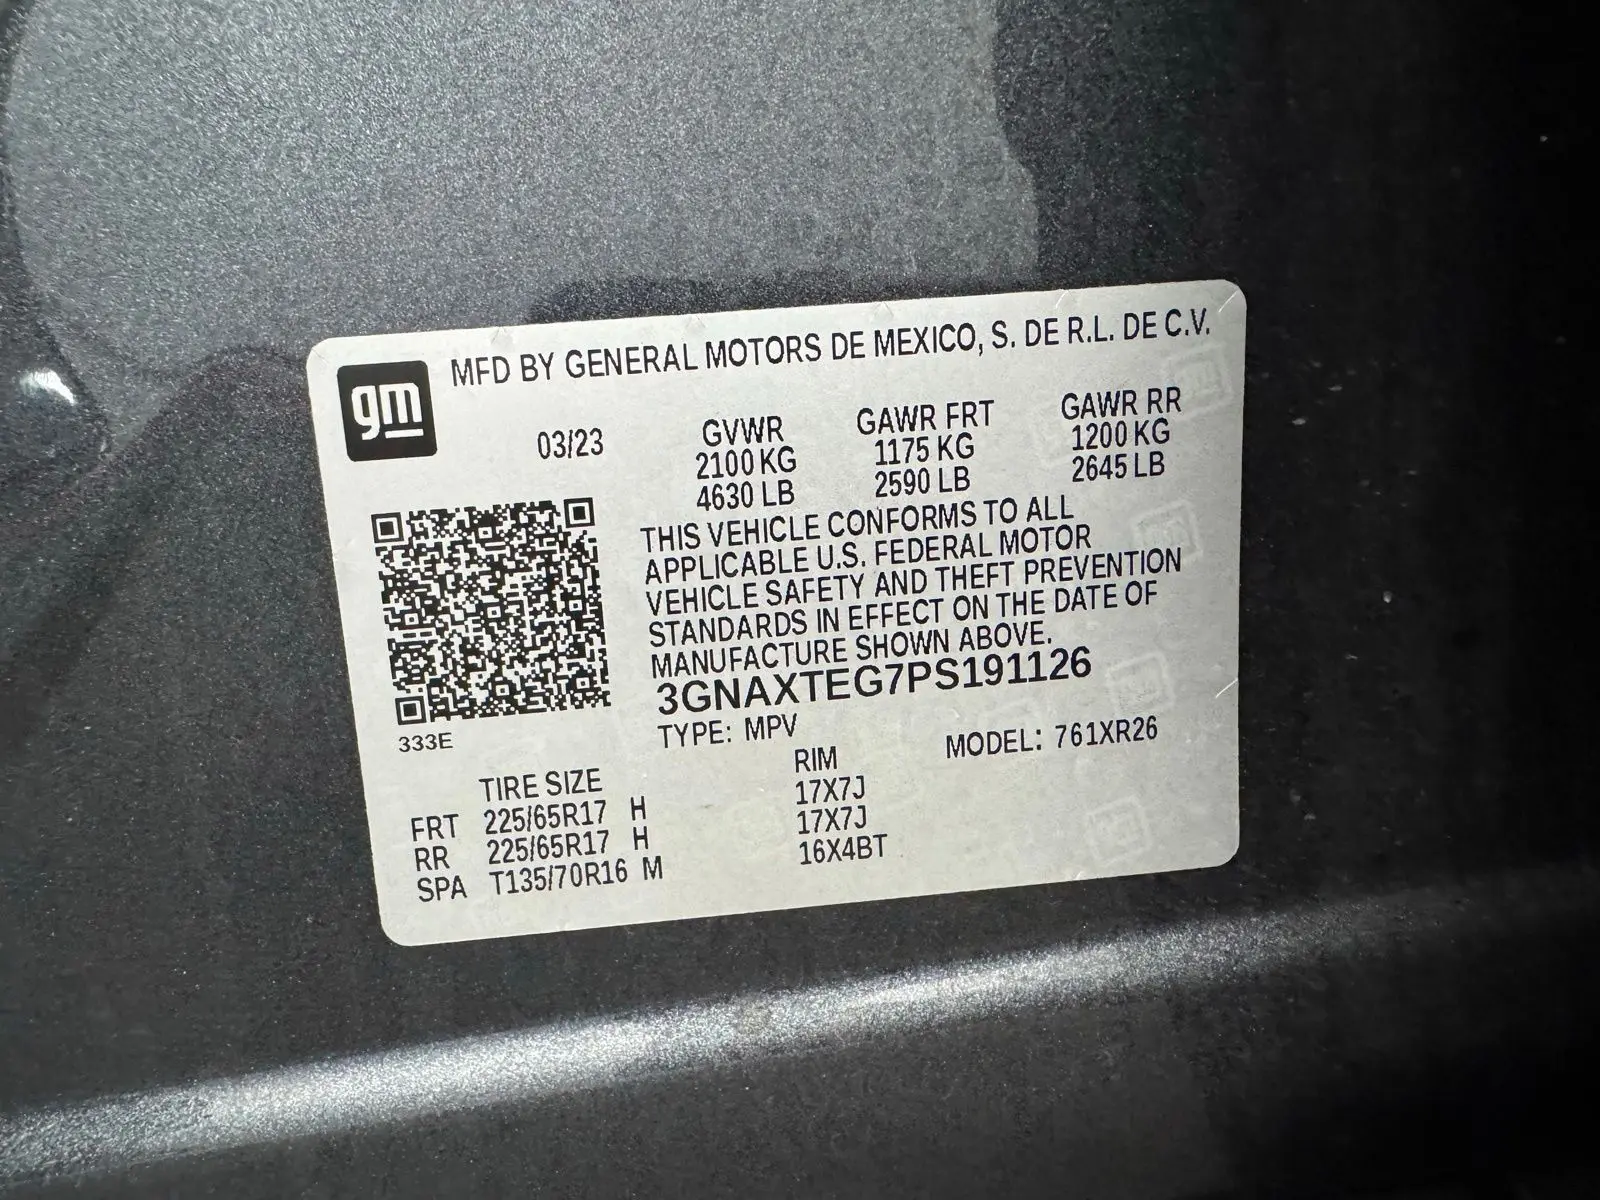 gm
MFD BY GENERAL MOTORS DE MEXICO, S. DE R.L. DE C.V.
03/23
GVWR GAWR FRT GAWR RR
2100 KG 1175 KG 1200 KG
4630 LB 2590 LB 2645 LB
THIS VEHICLE CONFORMS TO ALL
APPLICABLE U.S. FEDERAL MOTOR
VEHICLE SAFETY AND THEFT PREVENTION
STANDARDS IN EFFECT ON THE DATE OF
MANUFACTURE SHOWN ABOVE.
3GNAXTEG7PS191126
333E
TYPE: MPV MODEL: 761XR26
TIRE SIZE RIM
FRT 225/65R17 H 17X7J
RR 225/65R17 H 17X7J
SPA T135/70R16 M 16X4BT